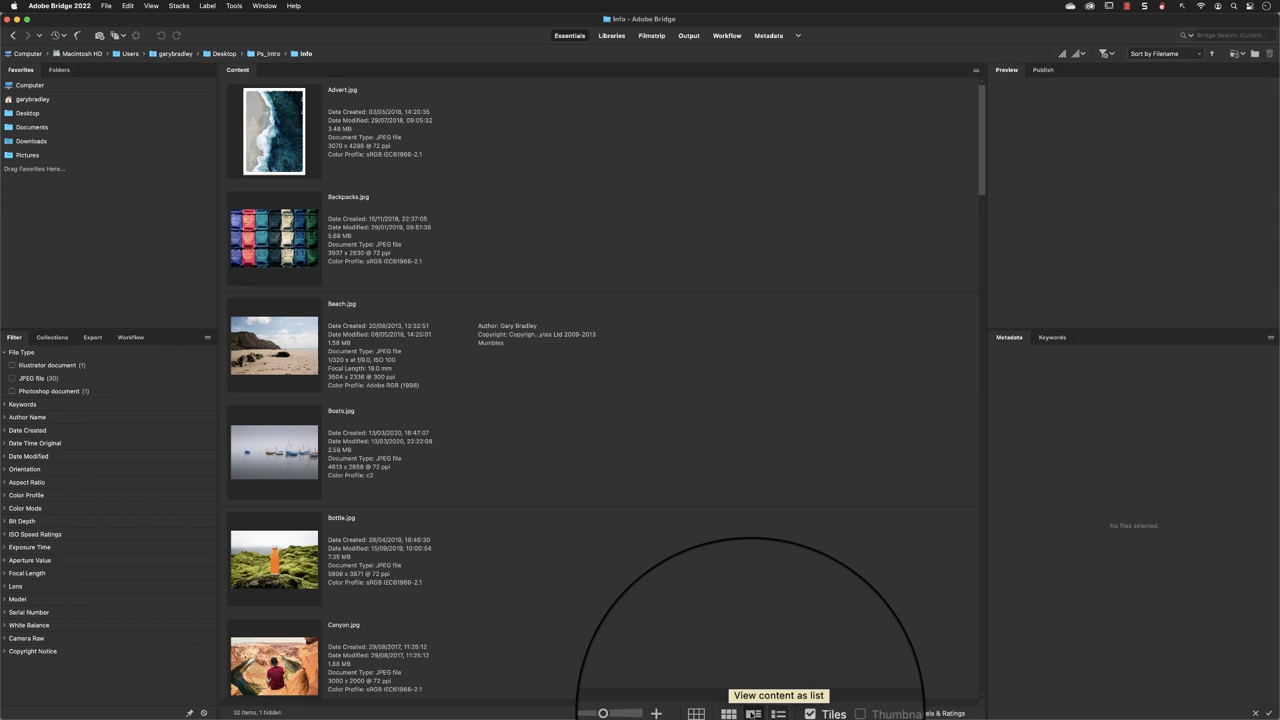 Adobe Bridge 2022 File Edit View Stacks Label Tools Window Help
Info – Adobe Bridge
Essentials Libraries Filmstrip Output Workflow Metadata
Bridge Search: Current...
Computer Macintosh HD Users garybradley Desktop Ps_Intro Info
Sort by Filename
Favorites Folders
Computer
garybradley
Desktop
Documents
Downloads
Pictures
Drag Favorites Here...
Filter Collections Export Workflow
File Type
Illustrator document (1)
JPEG file (30)
Photoshop document (1)
Keywords
Author Name
Date Created
Date Time Original
Date Modified
Orientation
Aspect Ratio
Color Profile
Color Mode
Bit Depth
ISO Speed Ratings
Exposure Time
Aperture Value
Focal Length
Lens
Model
Serial Number
White Balance
Camera Raw
Copyright Notice
Content
Advert.jpg
Date Created: 03/05/2018, 14:20:35
Date Modified: 29/07/2018, 09:05:32
3.48 MB
Document Type: JPEG file
3070 x 4298 @ 72 ppi
Color Profile: sRGB IEC61966-2.1
Backpacks.jpg
Date Created: 15/11/2018, 22:37:05
Date Modified: 29/01/2019, 09:51:35
5.69 MB
Document Type: JPEG file
3937 x 2830 @ 72 ppi
Color Profile: sRGB IEC61966-2.1
Beach.jpg
Date Created: 20/08/2013, 13:32:51
Date Modified: 08/05/2018, 14:25:01
1.58 MB
Document Type: JPEG file
1/320 s at f/9.0, ISO 100
Focal Length: 18.0 mm
3504 x 2336 @ 300 ppi
Color Profile: Adobe RGB (1998)
Author: Gary Bradley
Copyright: Copyrigh...ytes Ltd 2009-2013
Mumbles
Boats.jpg
Date Created: 13/03/2020, 16:47:07
Date Modified: 13/03/2020, 22:22:08
2.59 MB
Document Type: JPEG file
4613 x 2858 @ 72 ppi
Color Profile: c2
Bottle.jpg
Date Created: 28/04/2019, 18:46:30
Date Modified: 15/09/2019, 10:00:54
7.35 MB
Document Type: JPEG file
5806 x 3871 @ 72 ppi
Color Profile: sRGB IEC61966-2.1
Canyon.jpg
Date Created: 29/08/2017, 11:25:12
Date Modified: 29/08/2017, 11:25:12
1.88 MB
Document Type: JPEG file
3000 x 2000 @ 72 ppi
Color Profile: sRGB IEC61966-2.1
Preview Publish
Metadata Keywords
No files selected
View content as list
32 items, 1 hidden
Tiles Thumbna els & Ratings